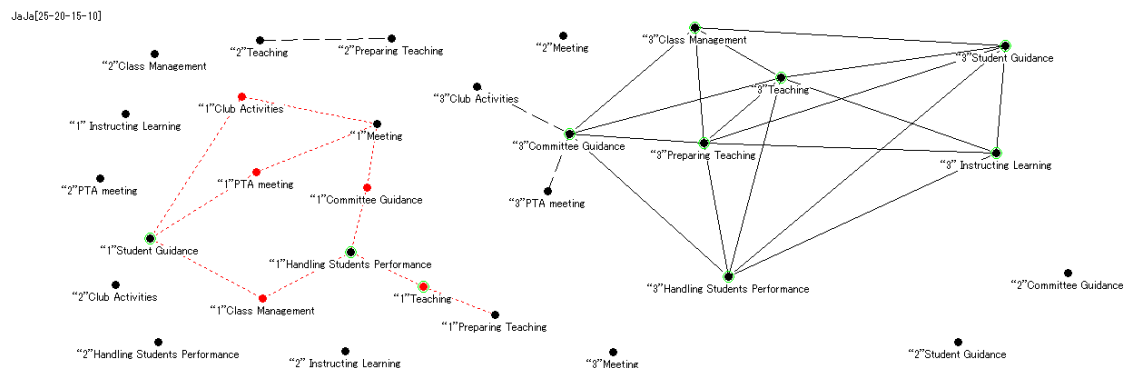 JaJa[25-20-15-10]
“3”Class Management
“2”Meeting
“2”Teaching
“2”Preparing Teaching
“2”Class Management
“3”Student Guidance
“3”Teaching
“3”Club Activities
“1”Club Activities
“1” Instructing Learning
“1”Meeting
“3”Committee Guidance
“3”Preparing Teaching
“3” Instructing Learning
“1”PTA meeting
“2”PTA meeting
“1”Committee Guidance
“3”PTA meeting
“1”Student Guidance
“1”Handling Students Performance
“3”Handling Students Performance
“2”Committee Guidance
“2”Club Activities
“1”Teaching
“1”Class Management
“1”Preparing Teaching
“2”Handling Students Performance
“2” Instructing Learning
“3”Meeting
“2”Student Guidance